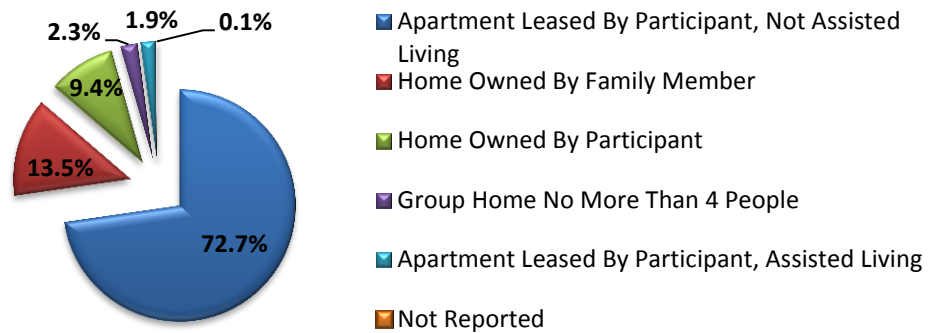 2.3%
1.9%
0.1%
9.4%
13.5%
72.7%
Apartment Leased By Participant, Not Assisted
Living
Home Owned By Family Member
Home Owned By Participant
Group Home No More Than 4 People
Apartment Leased By Participant, Assisted Living
Not Reported